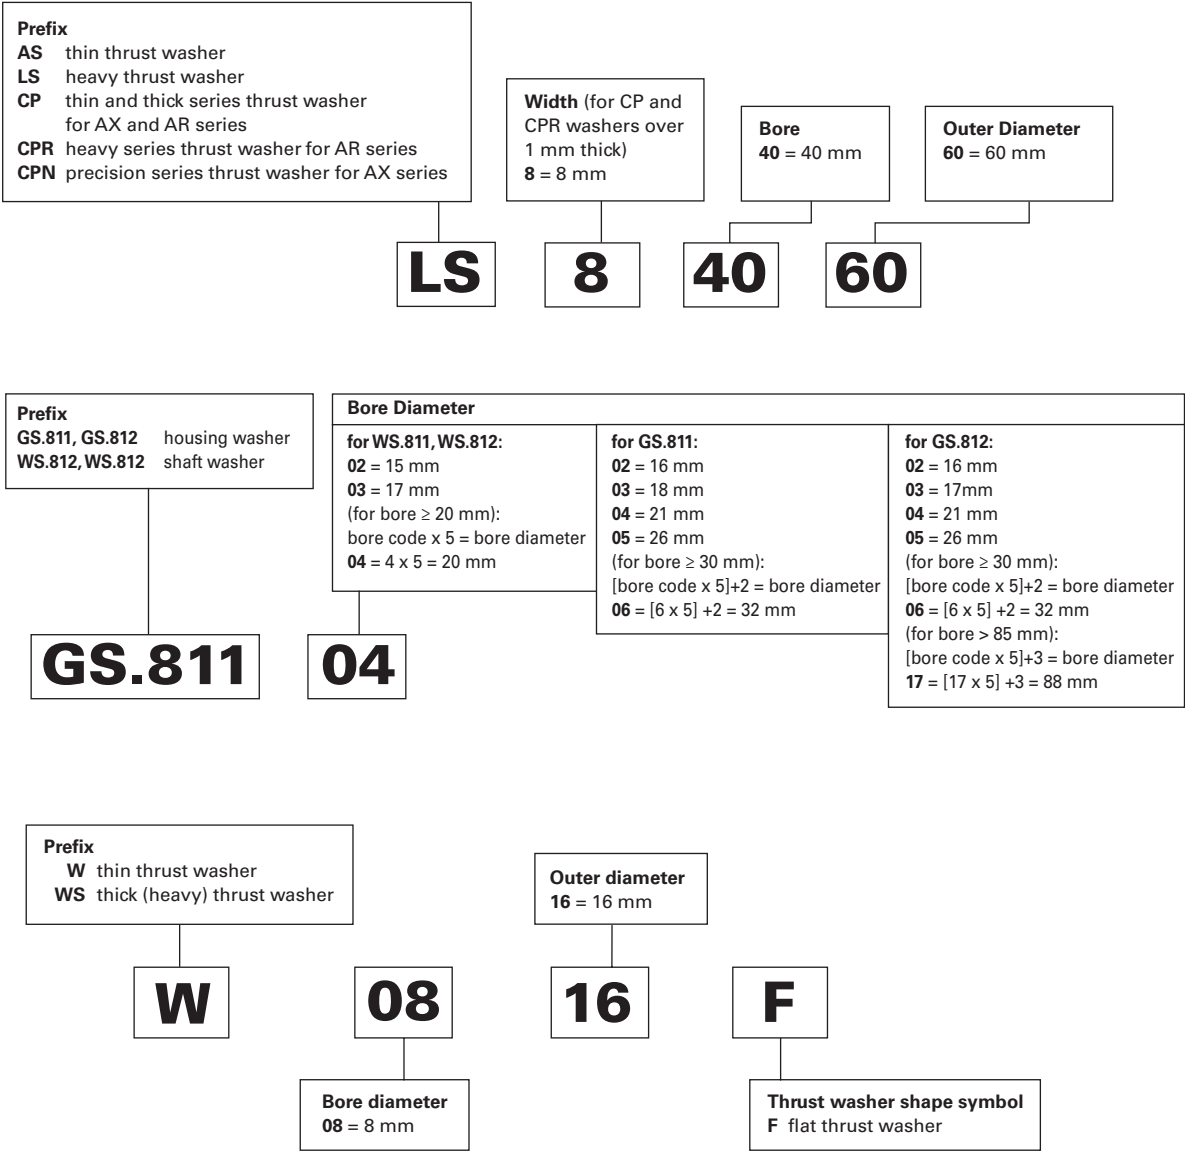 Prefix
AS thin thrust washer
LS heavy thrust washer
CP thin and thick series thrust washer
for AX and AR series
CPR heavy series thrust washer for AR series
CPN precision series thrust washer for AX series
Width (for CP and
CPR washers over
1 mm thick)
8 = 8 mm
Bore
40 = 40 mm
Outer Diameter
60 = 60 mm
LS 8 40 60
Prefix
GS.811, GS.812 housing washer
WS.812, WS.812 shaft washer
Bore Diameter
for WS.811, WS.812:
02 = 15 mm
03 = 17 mm
(for bore ≥ 20 mm):
bore code x 5 = bore diameter
04 = 4 x 5 = 20 mm
for GS.811:
02 = 16 mm
03 = 18 mm
04 = 21 mm
05 = 26 mm
(for bore ≥ 30 mm):
[bore code x 5]+2 = bore diameter
06 = [6 x 5] +2 = 32 mm
for GS.812:
02 = 16 mm
03 = 17mm
04 = 21 mm
05 = 26 mm
(for bore ≥ 30 mm):
[bore code x 5]+2 = bore diameter
06 = [6 x 5] +2 = 32 mm
(for bore > 85 mm):
[bore code x 5]+3 = bore diameter
17 = [17 x 5] +3 = 88 mm
GS.811 04
Prefix
W thin thrust washer
WS thick (heavy) thrust washer
Outer diameter
16 = 16 mm
W 08 16 F
Bore diameter
08 = 8 mm
Thrust washer shape symbol
F flat thrust washer